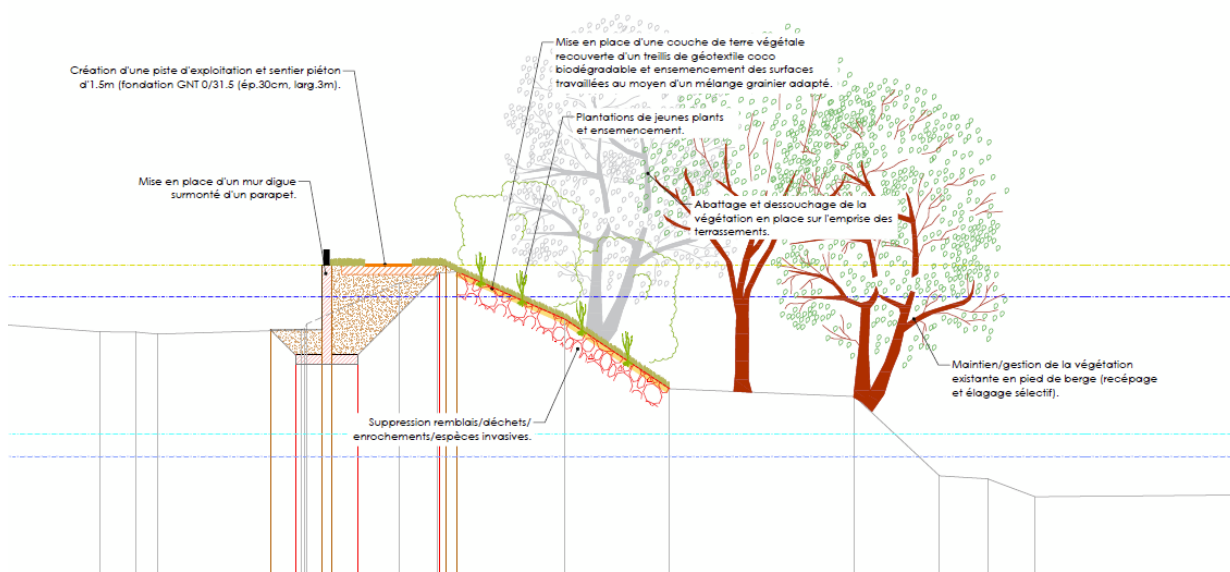 Mise en place d'une couche de terre végétale
recouverte d'un treillis de géotextile coco
biodégradable et ensemencement des surfaces
travaillées au moyen d'un mélange grainier adapté.
Création d'une piste d'exploitation et sentier piéton
d'1.5m (fondation GNT 0/31.5 (ép.30cm, larg.3m).
Plantations de jeunes plants
et ensemencement.
Mise en place d'un mur digue
surmonté d'un parapet.
Abattage et dessouchage de la
végétation en place sur l'emprise des
terrassements.
Maintien/gestion de la végétation
existante en pied de berge (recépage
et élagage sélectif).
Suppression remblais/déchets/
enrochements/espèces invasives.